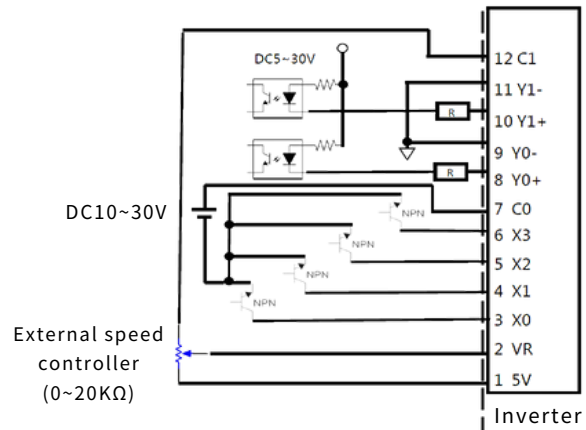 DC5~30V
12 C1
11 Y1-
R
10 Y1+
9 Y0-
R
8 Y0+
DC10~30V
7 C0
NPN
6 X3
NPN
5 X2
NPN
4 X1
NPN
3 X0
External speed
controller
(0~20KΩ)
2 VR
1 5V
Inverter